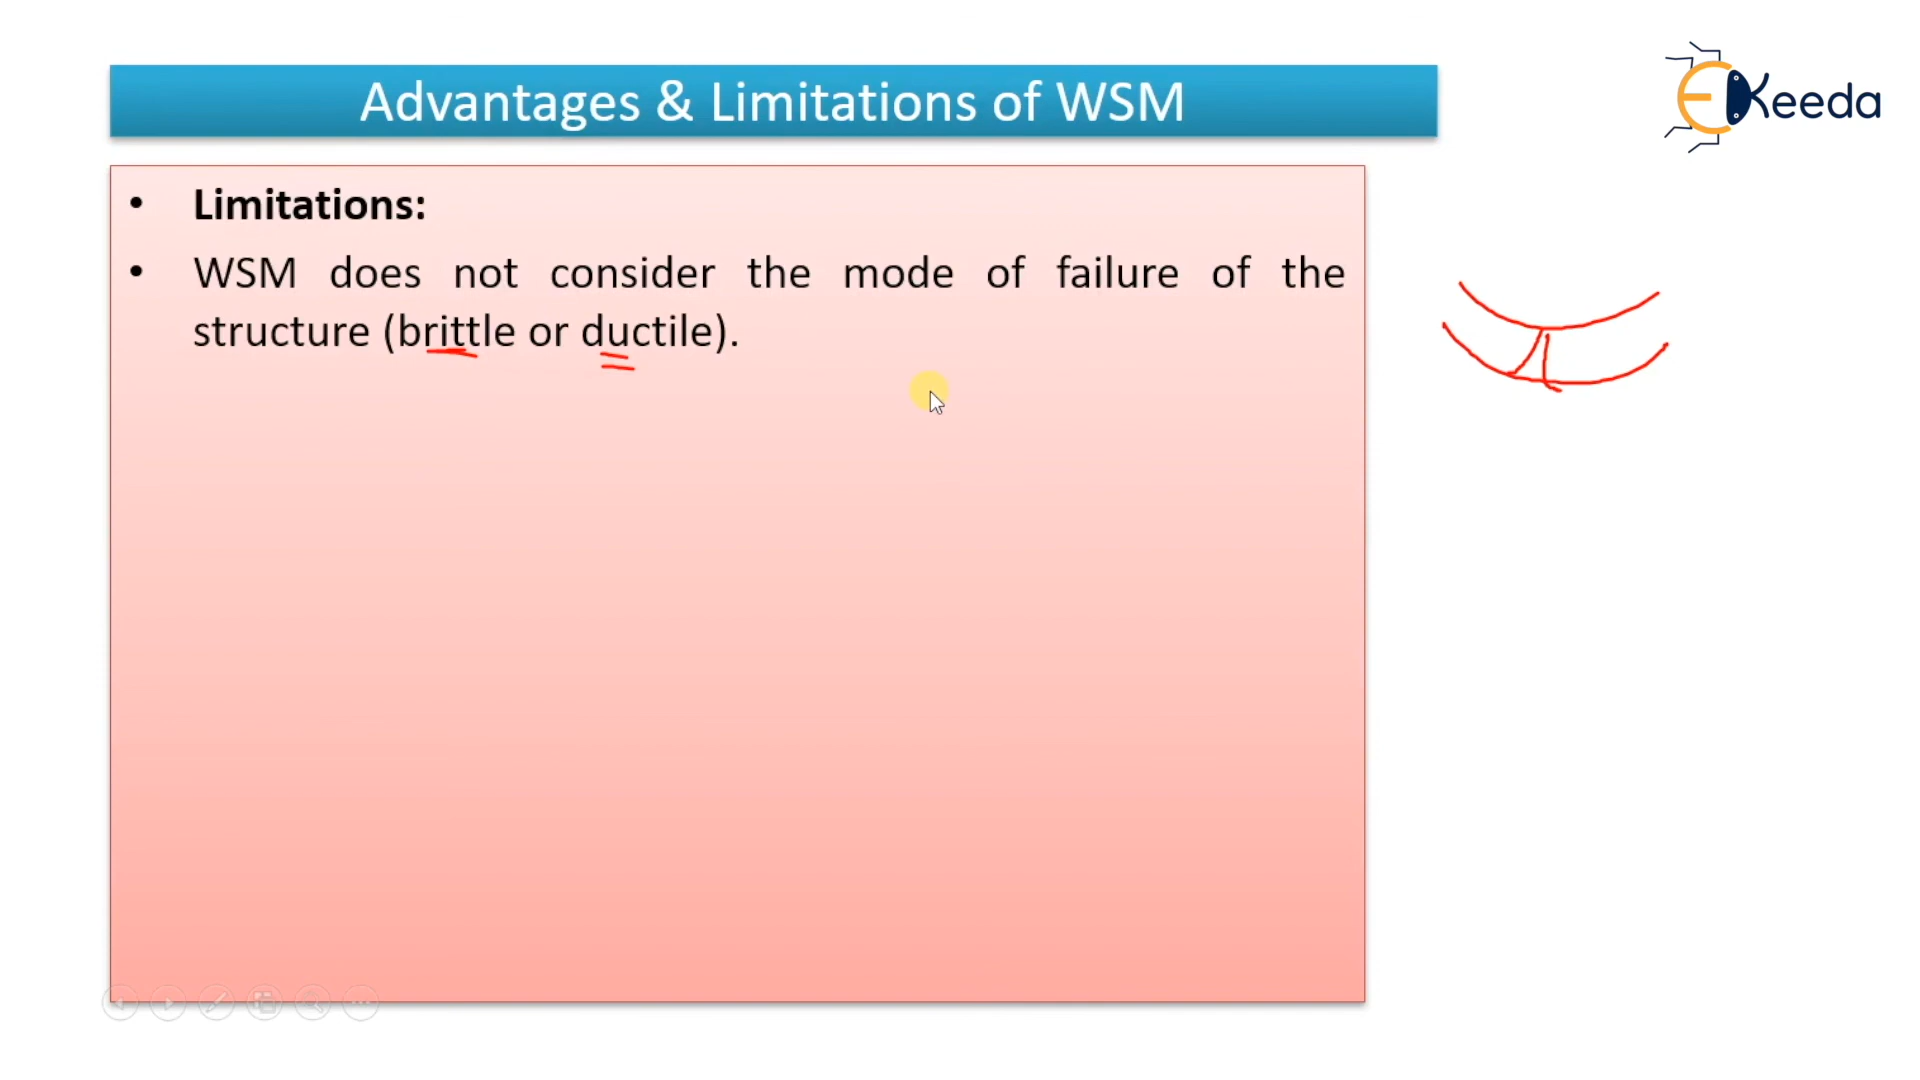 Advantages & Limitations of WSM
EKeeda
• Limitations:
• WSM does not consider the mode of failure of the
structure (brittle or ductile).